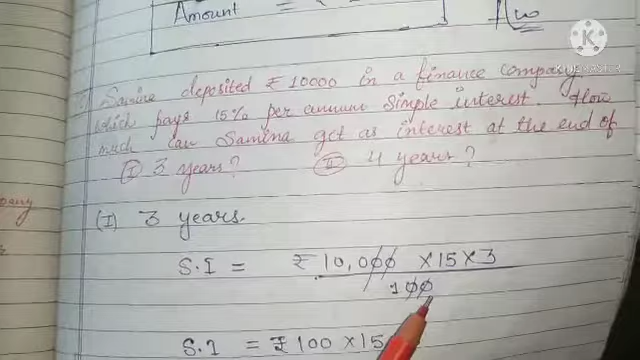 Amount = ₹
H.w
Samina deposited ₹ 10000 in a finance company
which pays 15% per annum simple interest. How
much can Samina get as interest at the end of
(I) 3 years? (II) 4 years?
(I) 3 years.
S.I = ₹ 10,000 × 15 × 3
100
S.I = ₹ 100 × 15
KINEMASTER